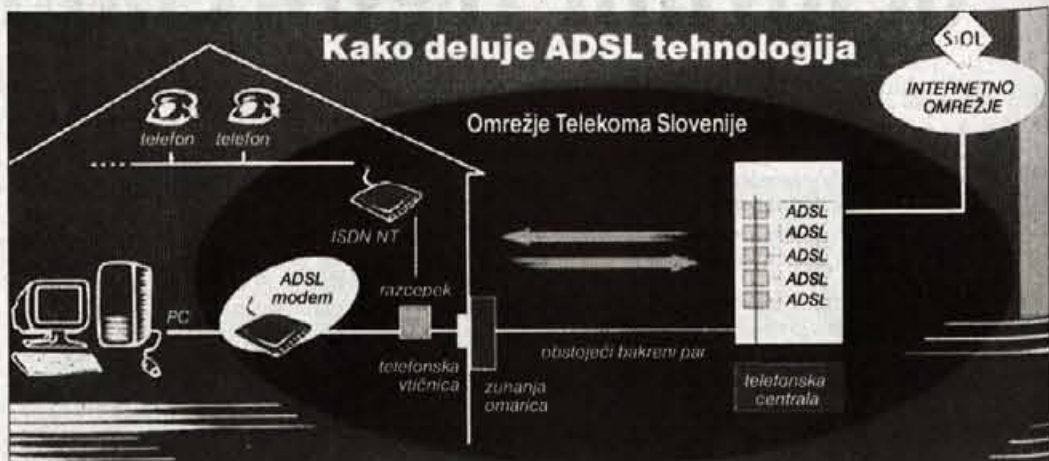 Kako deluje ADSL tehnologija
SiOL
INTERNETNO
OMREŽJE
Omrežje Telekoma Slovenije
telefon
telefon
ISDN NT
ADSL
ADSL
ADSL
ADSL
ADSL
ADSL
modem
razcepek
PC
telefonska
vtičnica
zunanja
omarica
obstoječi bakreni par
telefonska
centrala